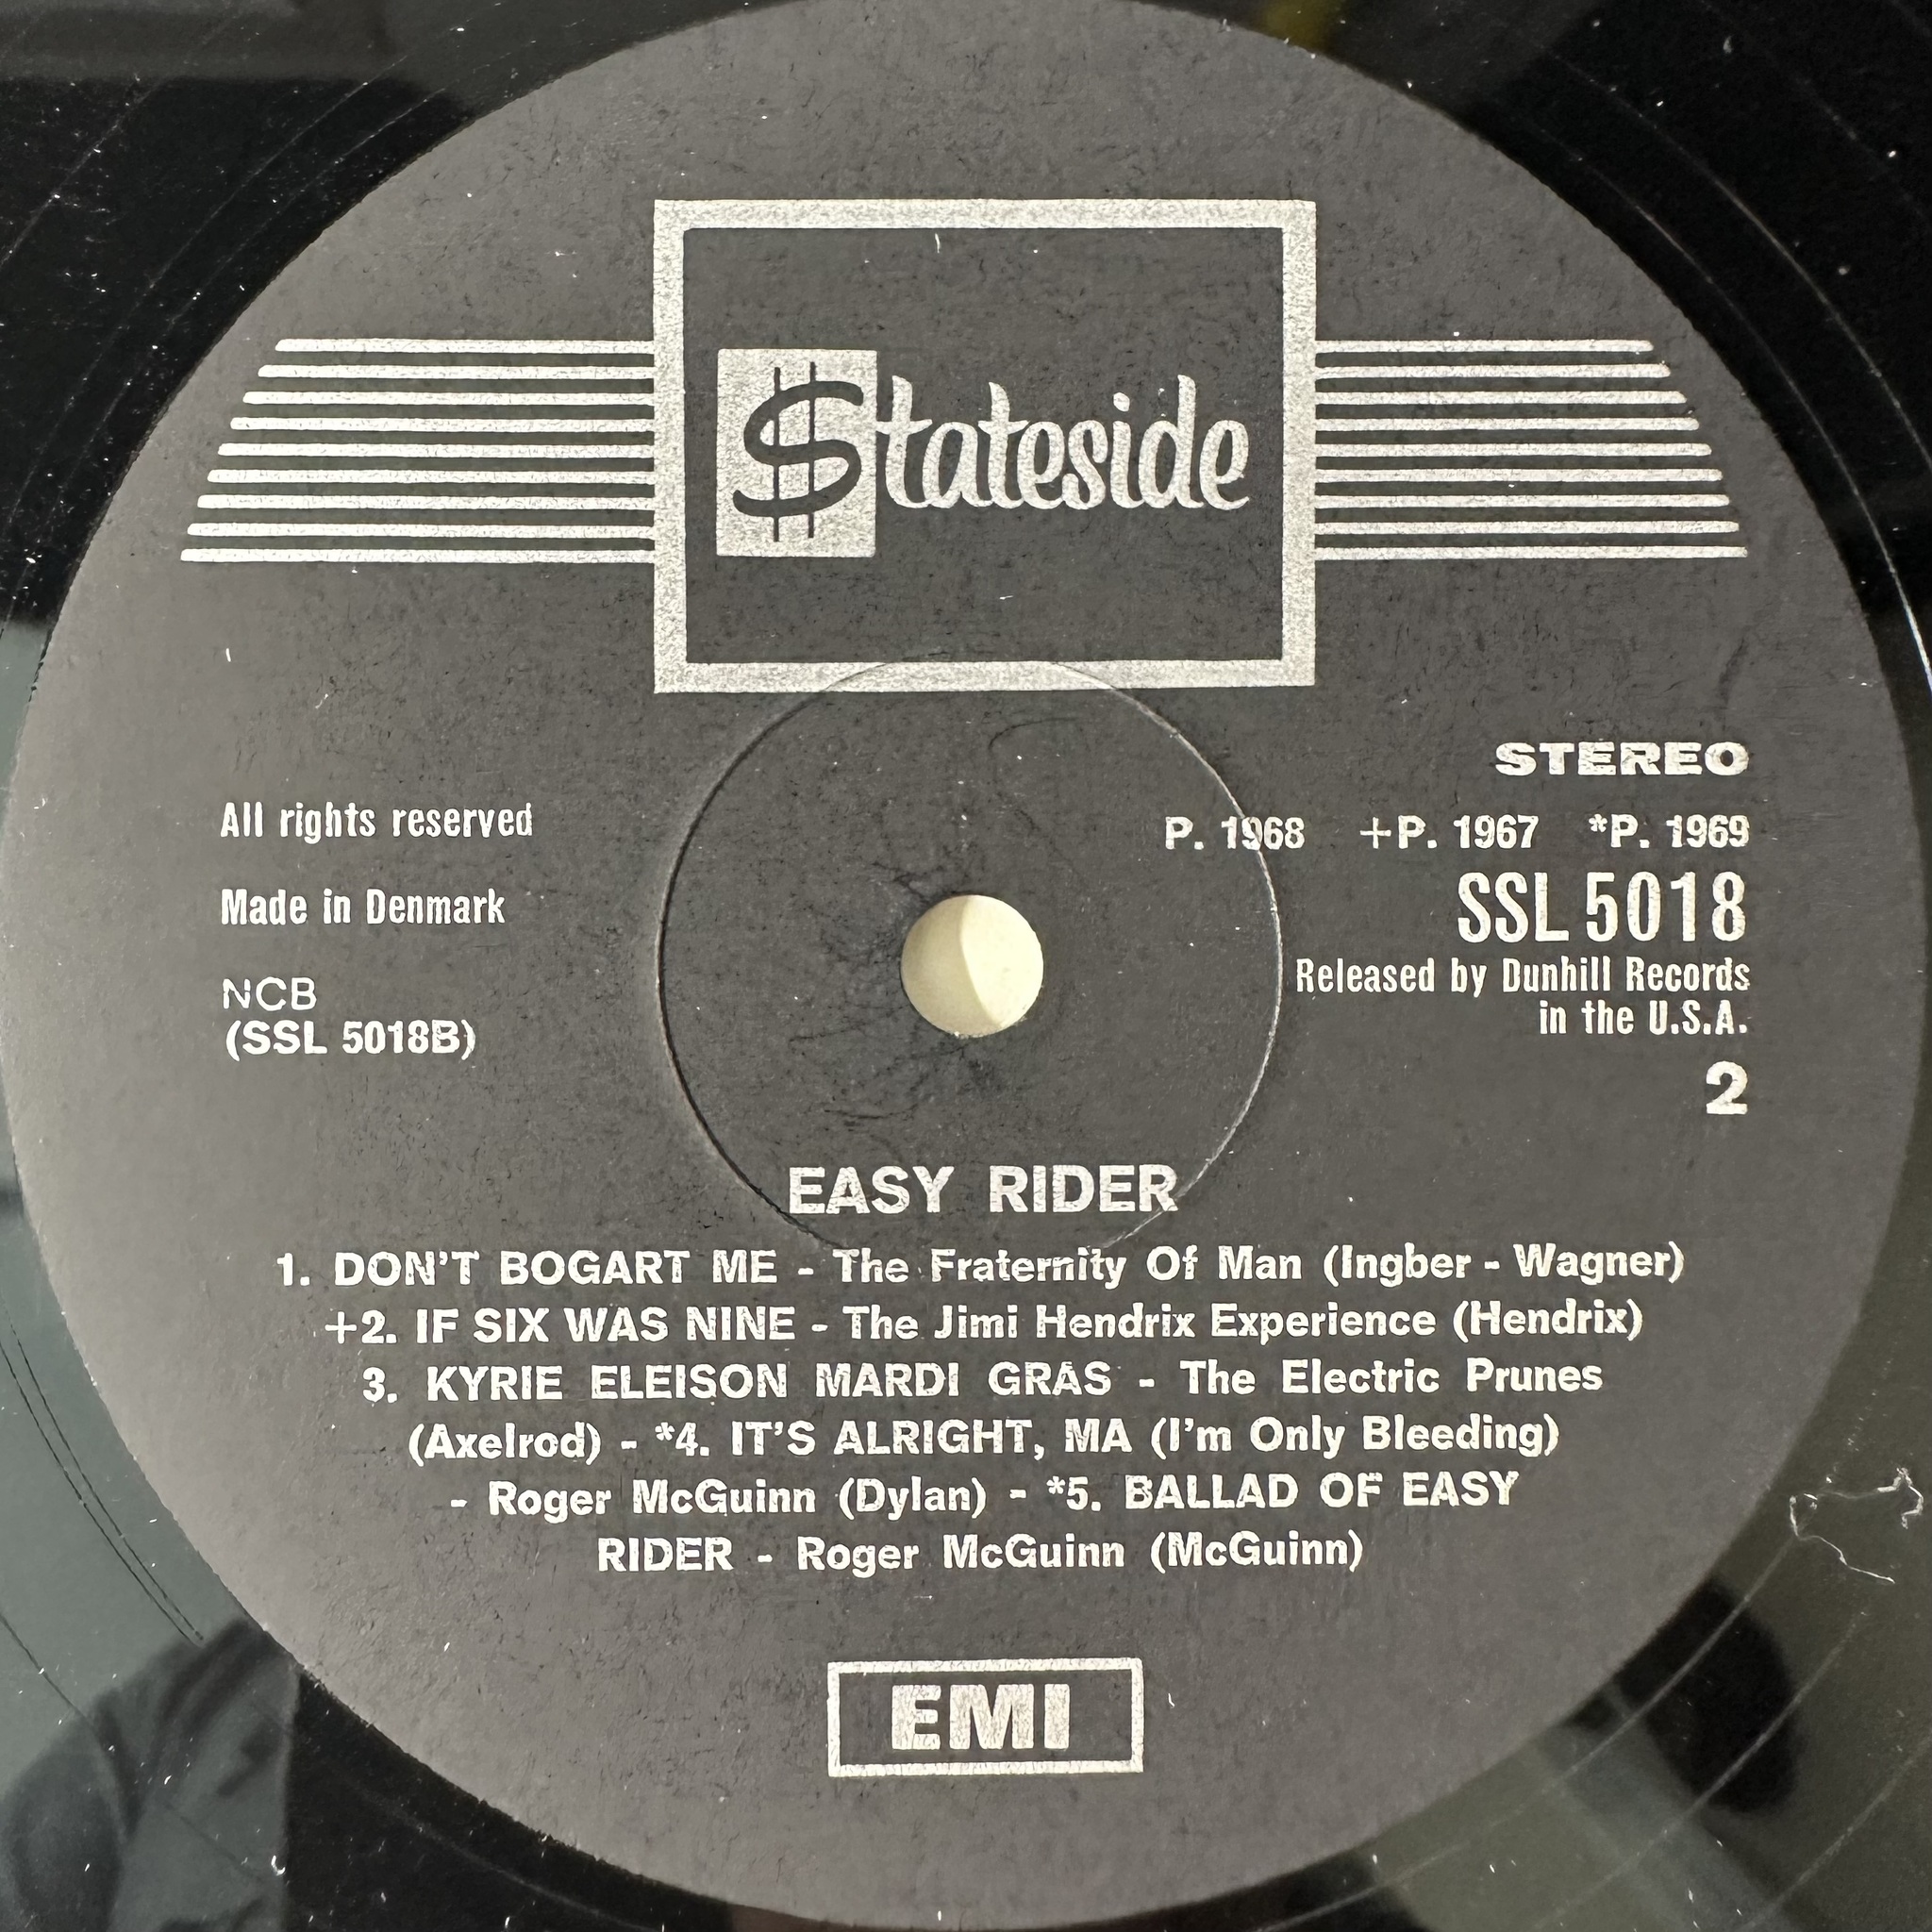 $tateside
STEREO
All rights reserved
P. 1968 +P. 1967 *P. 1969
SSL 5018
Made in Denmark
Released by Dunhill Records
in the U.S.A.
NCB
(SSL 5018B)
2
EASY RIDER
1. DON'T BOGART ME - The Fraternity Of Man (Ingber - Wagner)
+2. IF SIX WAS NINE - The Jimi Hendrix Experience (Hendrix)
3. KYRIE ELEISON MARDI GRAS - The Electric Prunes
(Axelrod) - *4. IT'S ALRIGHT, MA (I'm Only Bleeding)
- Roger McGuinn (Dylan) - *5. BALLAD OF EASY
RIDER - Roger McGuinn (McGuinn)
EMI